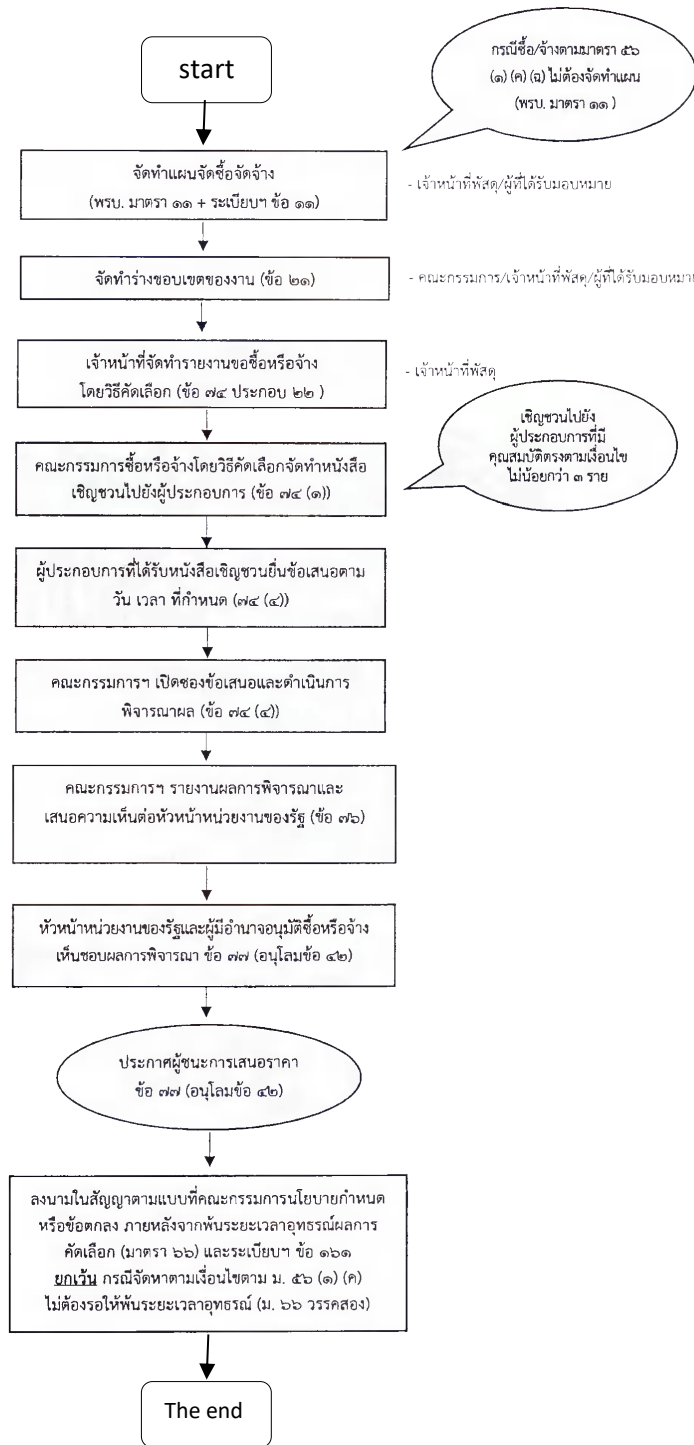 start
กรณีซื้อ/จ้างตามมาตรา ๕๖
(๑) (ค) (ฉ) ไม่ต้องจัดทำแผน
(พรบ. มาตรา ๑๑ )
จัดทำแผนจัดซื้อจัดจ้าง
(พรบ. มาตรา ๑๑ + ระเบียบฯ ข้อ ๑๑)
- เจ้าหน้าที่พัสดุ/ผู้ที่ได้รับมอบหมาย
จัดทำร่างขอบเขตของงาน (ข้อ ๒๑)
- คณะกรรมการ/เจ้าหน้าที่พัสดุ/ผู้ที่ได้รับมอบหมาย
เจ้าหน้าที่จัดทำรายงานขอซื้อหรือจ้าง
โดยวิธีคัดเลือก (ข้อ ๗๔ ประกอบ ๒๒ )
- เจ้าหน้าที่พัสดุ
เชิญชวนไปยัง
ผู้ประกอบการที่มี
คุณสมบัติตรงตามเงื่อนไข
ไม่น้อยกว่า ๓ ราย
คณะกรรมการซื้อหรือจ้างโดยวิธีคัดเลือกจัดทำหนังสือ
เชิญชวนไปยังผู้ประกอบการ (ข้อ ๗๔ (๑))
ผู้ประกอบการที่ได้รับหนังสือเชิญชวนยื่นข้อเสนอตาม
วัน เวลา ที่กำหนด (๗๔ (๔))
คณะกรรมการฯ เปิดซองข้อเสนอและดำเนินการ
พิจารณาผล (ข้อ ๗๔ (๔))
คณะกรรมการฯ รายงานผลการพิจารณาและ
เสนอความเห็นต่อหัวหน้าหน่วยงานของรัฐ (ข้อ ๗๖)
หัวหน้าหน่วยงานของรัฐและผู้มีอำนาจอนุมัติซื้อหรือจ้าง
เห็นชอบผลการพิจารณา ข้อ ๗๗ (อนุโลมข้อ ๔๒)
ประกาศผู้ชนะการเสนอราคา
ข้อ ๗๗ (อนุโลมข้อ ๔๒)
ลงนามในสัญญาตามแบบที่คณะกรรมการนโยบายกำหนด
หรือข้อตกลง ภายหลังจากพ้นระยะเวลาอุทธรณ์ผลการ
คัดเลือก (มาตรา ๖๖) และระเบียบฯ ข้อ ๑๖๑
ยกเว้น กรณีจัดหาตามเงื่อนไขตาม ม. ๕๖ (๑) (ค)
ไม่ต้องรอให้พ้นระยะเวลาอุทธรณ์ (ม. ๖๖ วรรคสอง)
The end